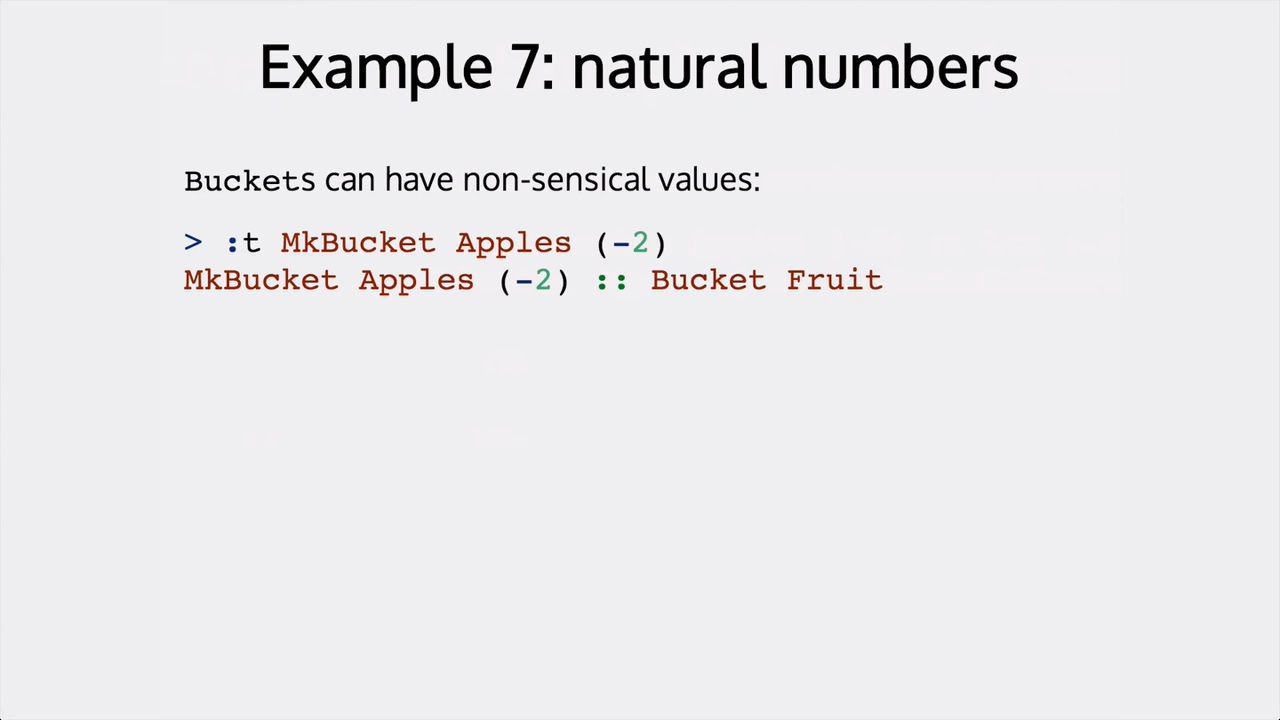 Example 7: natural numbers
Buckets can have non-sensical values:
> :t MkBucket Apples (-2)
MkBucket Apples (-2) :: Bucket Fruit